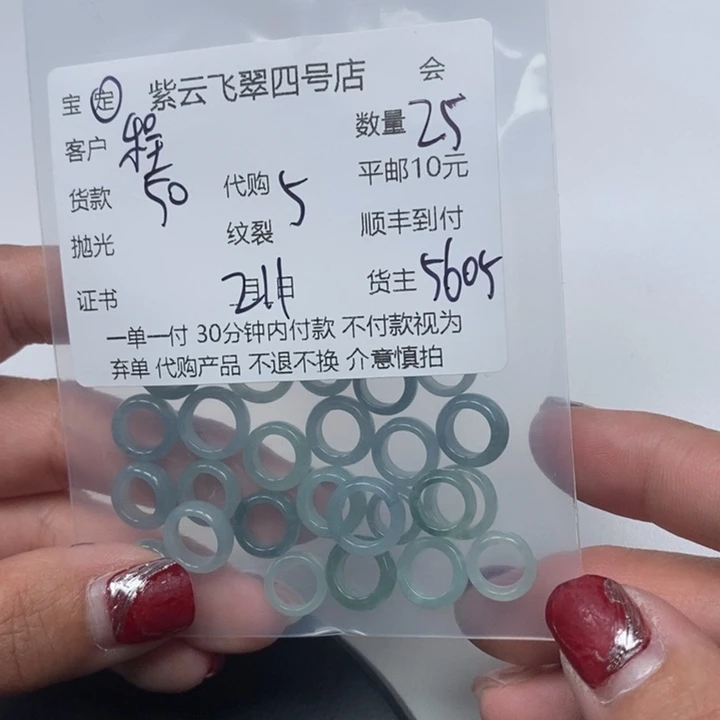 宝 定 紫云飞翠四号店 会
客户 程 数量 25
货款 50 代购 5 平邮10元
抛光 纹裂 顺丰到付
证书 月 日 货主 5605
一单一付 30分钟内付款 不付款视为
弃单 代购产品 不退不换 介意慎拍